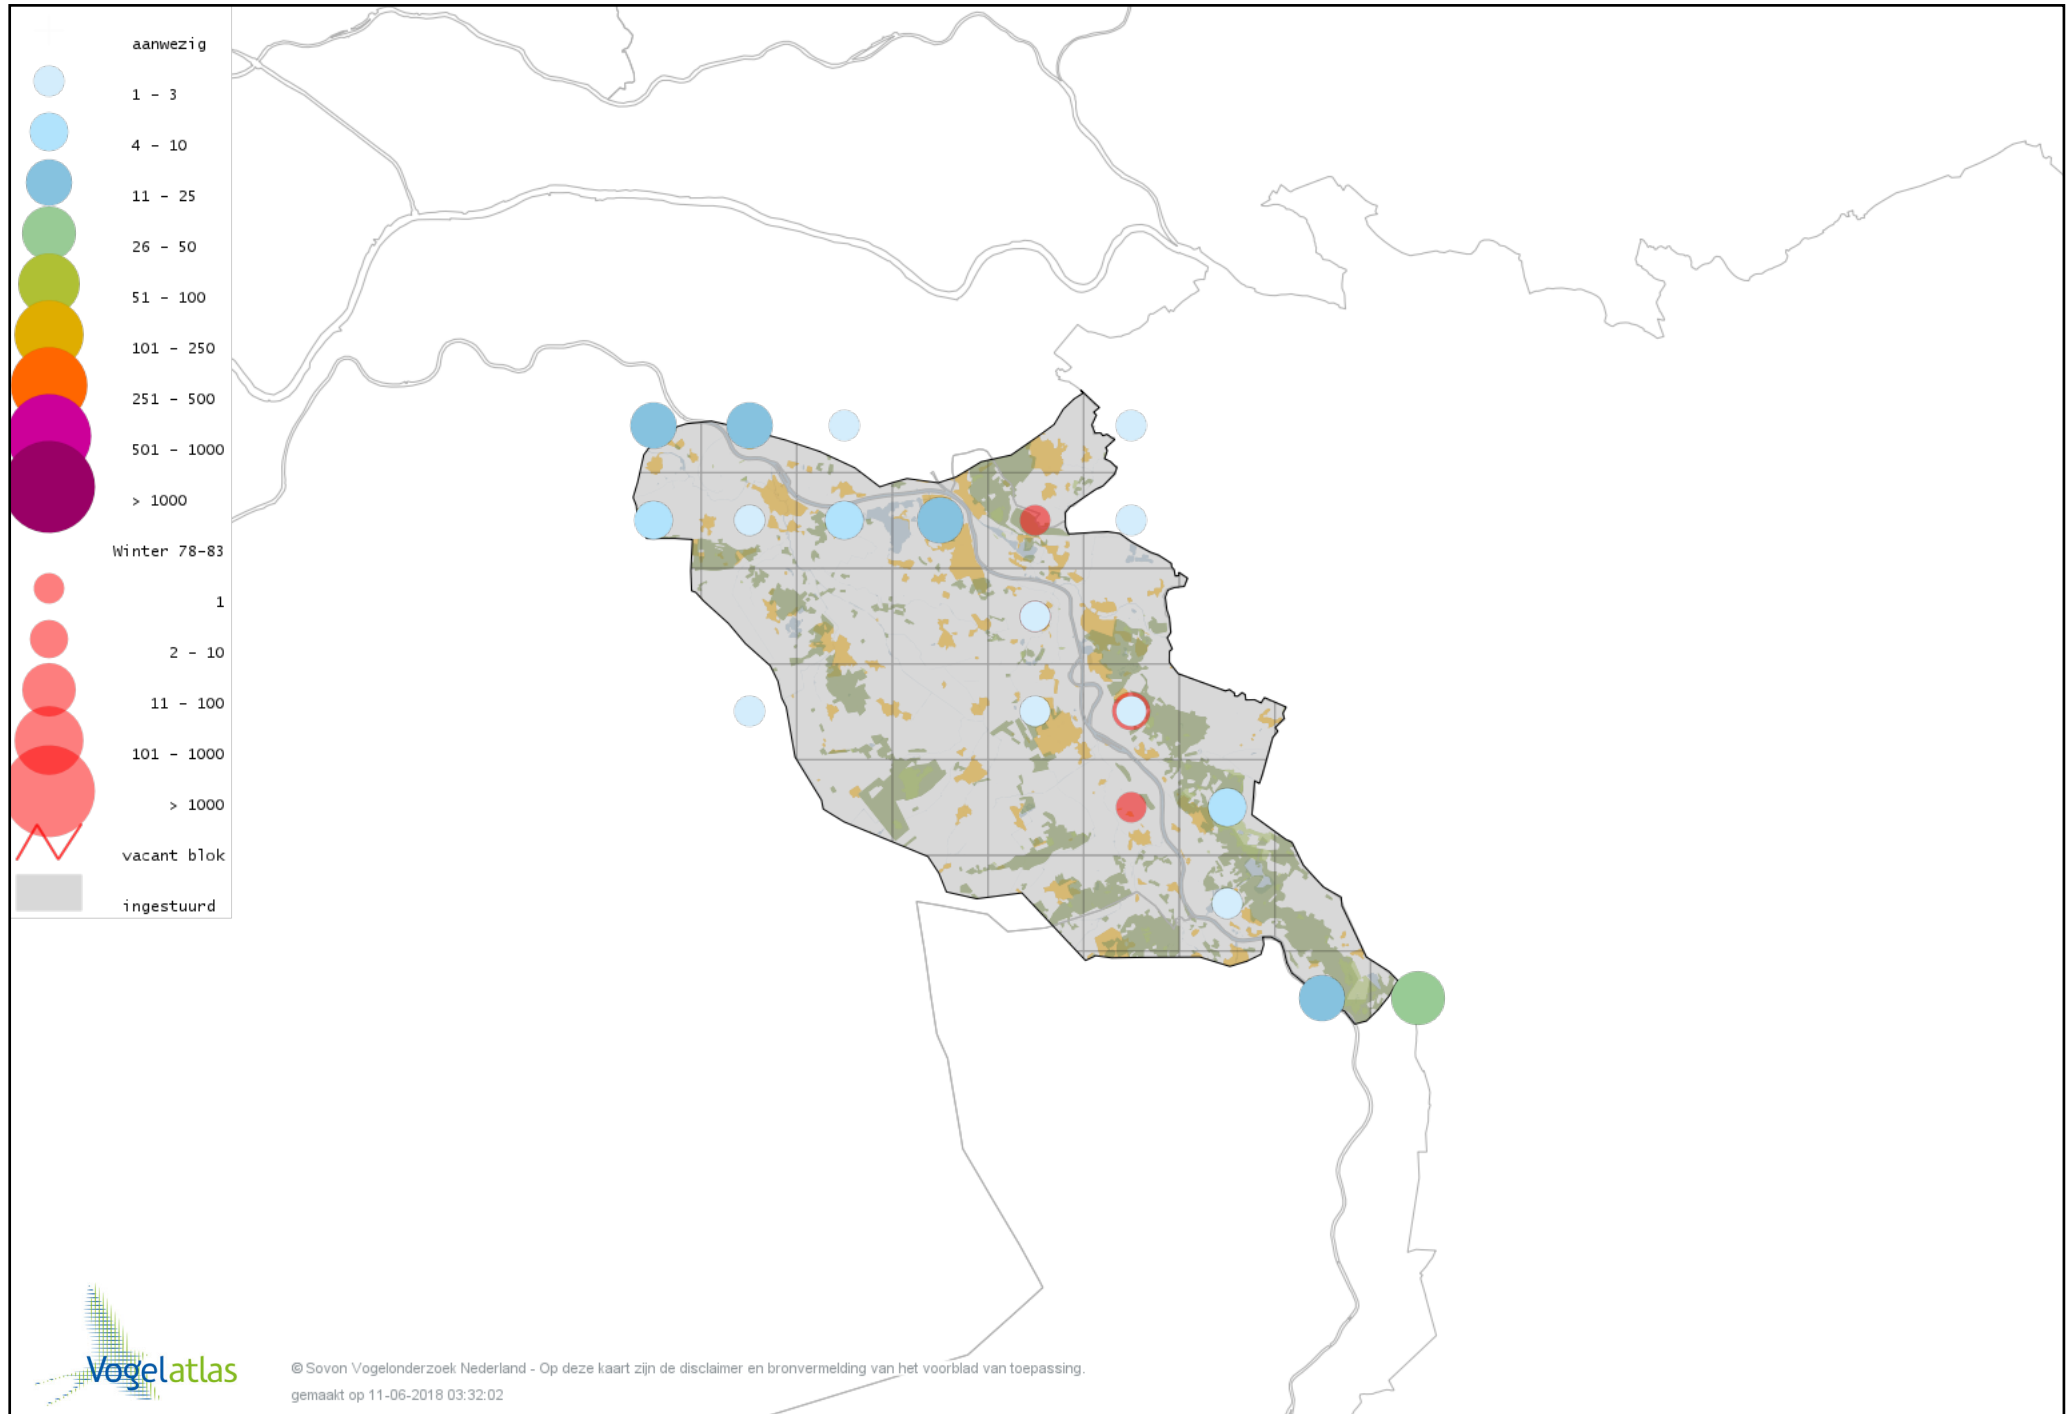 aanwezig
1 - 3
4 - 10
11 - 25
26 - 50
51 - 100
101 - 250
251 - 500
501 - 1000
> 1000
Winter 78-83
1
2 - 10
11 - 100
101 - 1000
> 1000
vacant blok
ingestuurd
Vogelatlas
© Sovon Vogelonderzoek Nederland - Op deze kaart zijn de disclaimer en bronvermelding van het voorblad van toepassing.
gemaakt op 11-06-2018 03:32:02